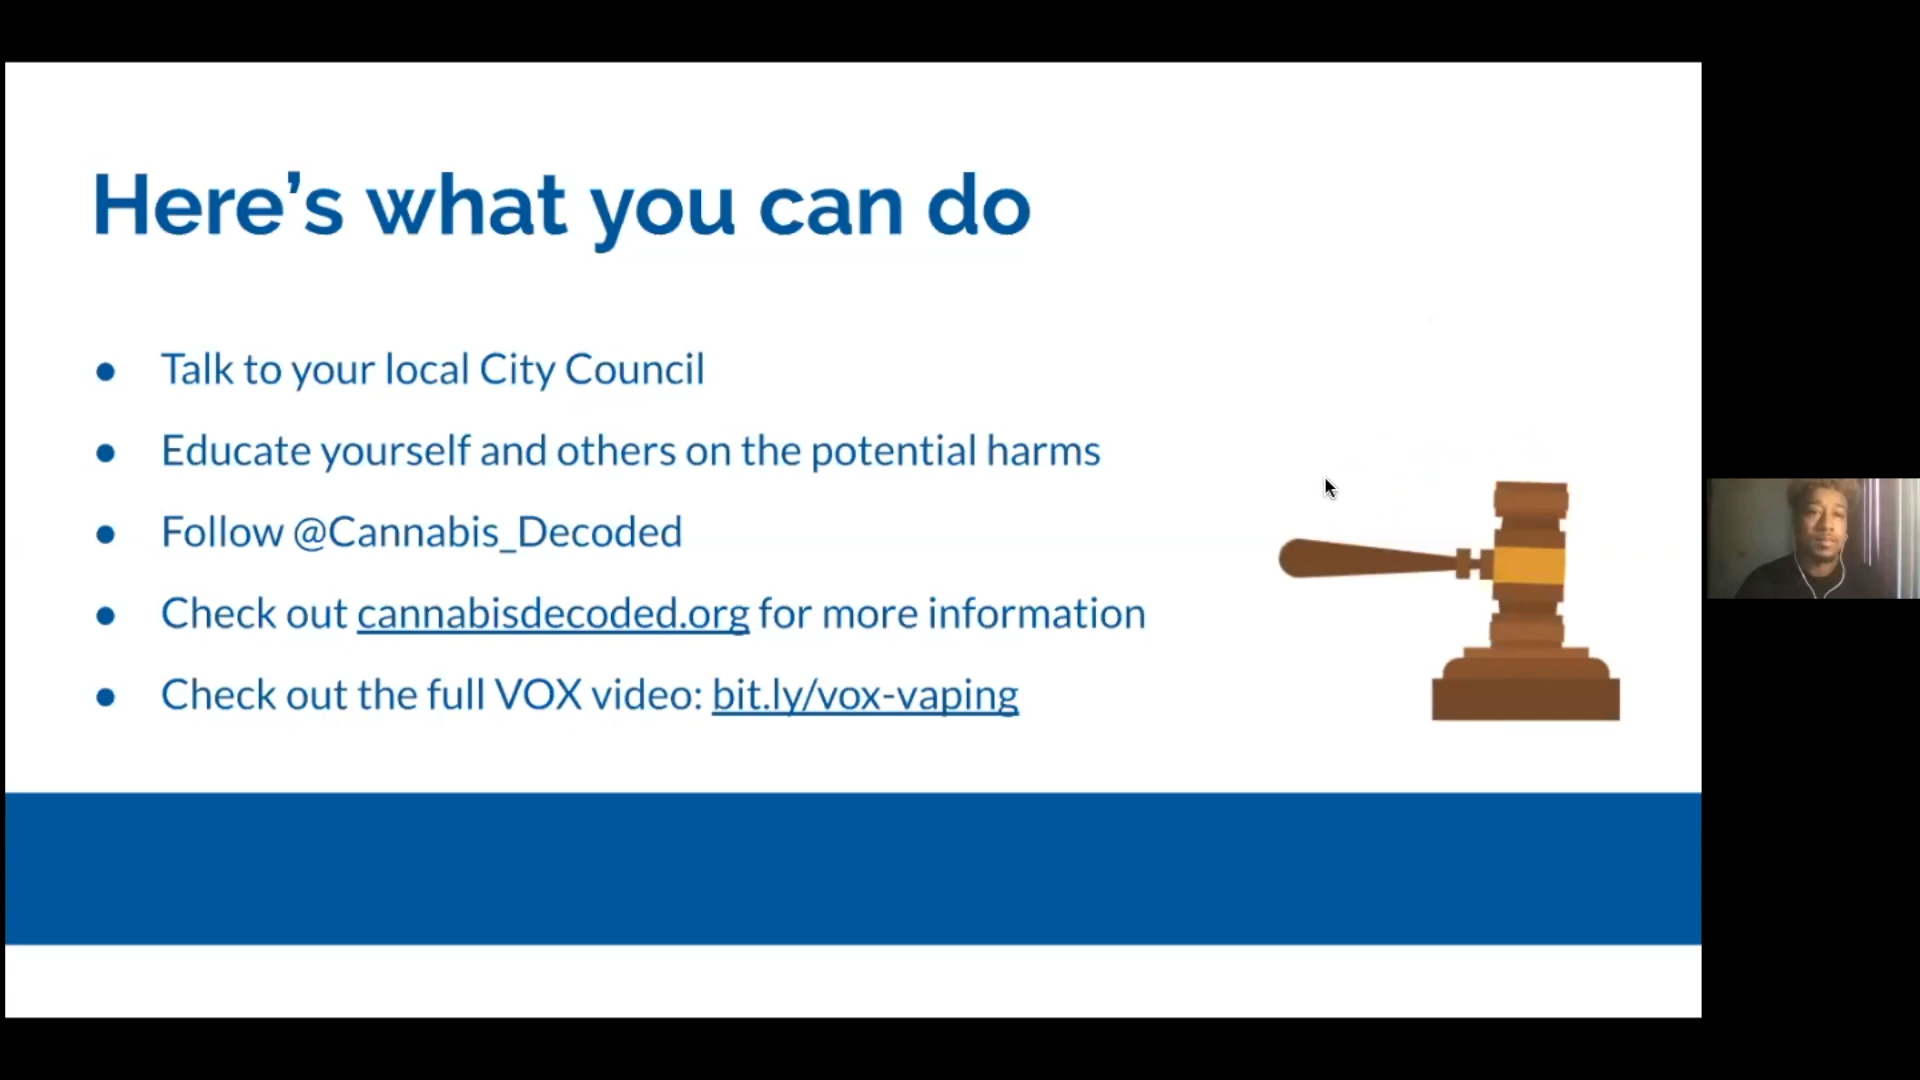 Here’s what you can do
● Talk to your local City Council
● Educate yourself and others on the potential harms
● Follow @Cannabis_Decoded
● Check out cannabisdecoded.org for more information
● Check out the full VOX video: bit.ly/vox-vaping